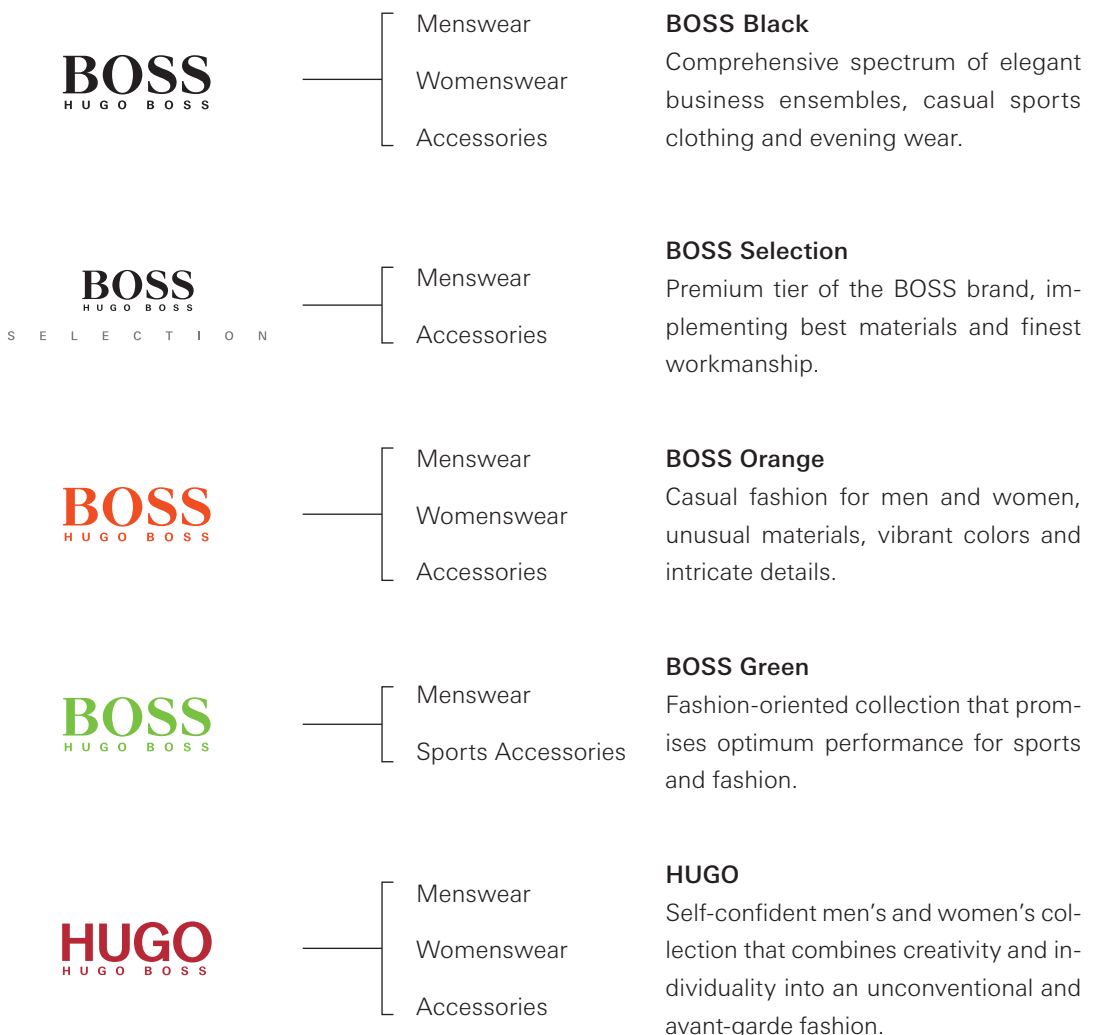 BOSS
HUGO BOSS
Menswear
Womenswear
Accessories
BOSS Black
Comprehensive spectrum of elegant
business ensembles, casual sports
clothing and evening wear.
BOSS
HUGO BOSS
SELECTION
Menswear
Accessories
BOSS Selection
Premium tier of the BOSS brand, im-
plementing best materials and finest
workmanship.
BOSS
HUGO BOSS
Menswear
Womenswear
Accessories
BOSS Orange
Casual fashion for men and women,
unusual materials, vibrant colors and
intricate details.
BOSS
HUGO BOSS
Menswear
Sports Accessories
BOSS Green
Fashion-oriented collection that prom-
ises optimum performance for sports
and fashion.
HUGO
HUGO BOSS
Menswear
Womenswear
Accessories
HUGO
Self-confident men’s and women’s col-
lection that combines creativity and in-
dividuality into an unconventional and
avant-garde fashion.